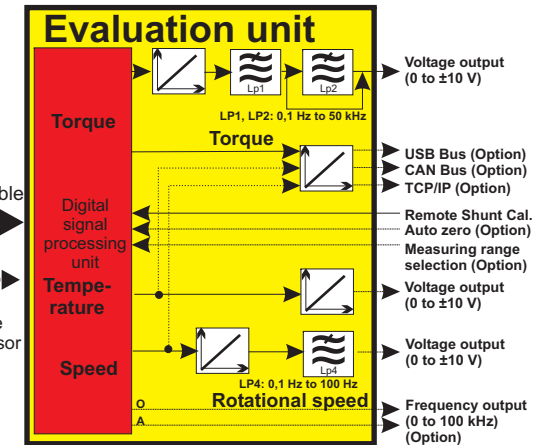 Evaluation unit
Voltage output
(0 to ±10 V)
Lp1
Lp2
LP1, LP2: 0,1 Hz to 50 kHz
Torque
Torque
USB Bus (Option)
CAN Bus (Option)
TCP/IP (Option)
ble
Digital
signal
processing
unit
Remote Shunt Cal.
Auto zero (Option)
Measuring range
selection (Option)
Tempe-
rature
Voltage output
(0 to ±10 V)
e
sor
Speed
Lp4
Voltage output
(0 to ±10 V)
LP4: 0,1 Hz to 100 Hz
Rotational speed
O
A
Frequency output
(0 to 100 kHz)
(Option)